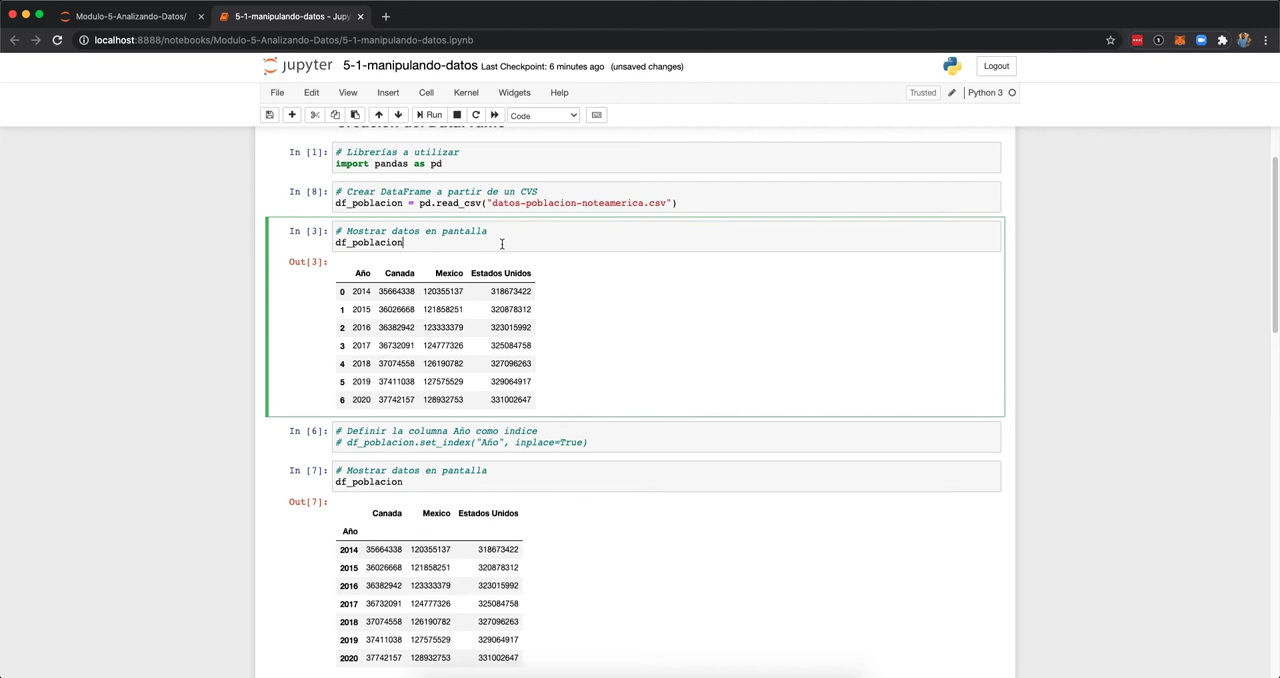 Modulo-5-Analizando-Datos/
5-1-manipulando-datos - Jupy
localhost:8888/notebooks/Modulo-5-Analizando-Datos/5-1-manipulando-datos.ipynb
jupyter 5-1-manipulando-datos Last Checkpoint: 6 minutes ago (unsaved changes) Logout
File Edit View Insert Cell Kernel Widgets Help Trusted Python 3
Run Code
In [1]: # Librerías a utilizar
import pandas as pd
In [8]: # Crear DataFrame a partir de un CVS
df_poblacion = pd.read_csv("datos-poblacion-noteamerica.csv")
In [3]: # Mostrar datos en pantalla
df_poblacion
Out[3]:
Año Canada Mexico Estados Unidos
0 2014 35664338 120355137 318673422
1 2015 36026668 121858251 320878312
2 2016 36382942 123333379 323015992
3 2017 36732091 124777326 325084758
4 2018 37074558 126190782 327096263
5 2019 37411038 127575529 329064917
6 2020 37742157 128932753 331002647
In [6]: # Definir la columna Año como indice
# df_poblacion.set_index("Año", inplace=True)
In [7]: # Mostrar datos en pantalla
df_poblacion
Out[7]:
Canada Mexico Estados Unidos
Año
2014 35664338 120355137 318673422
2015 36026668 121858251 320878312
2016 36382942 123333379 323015992
2017 36732091 124777326 325084758
2018 37074558 126190782 327096263
2019 37411038 127575529 329064917
2020 37742157 128932753 331002647